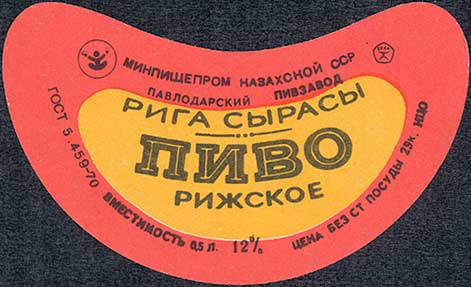 МИНПИЩЕПРОМ КАЗАХСКОЙ ССР
ПАВЛОДАРСКИЙ ПИВЗАВОД
РИГА СЫРАСЫ
ПИВО
РИЖСКОЕ
ГОСТ 5.459-70
ВМЕСТИМОСТЬ 0,5 л. 12%
ЦЕНА БЕЗ СТ ПОСУДЫ 29к.